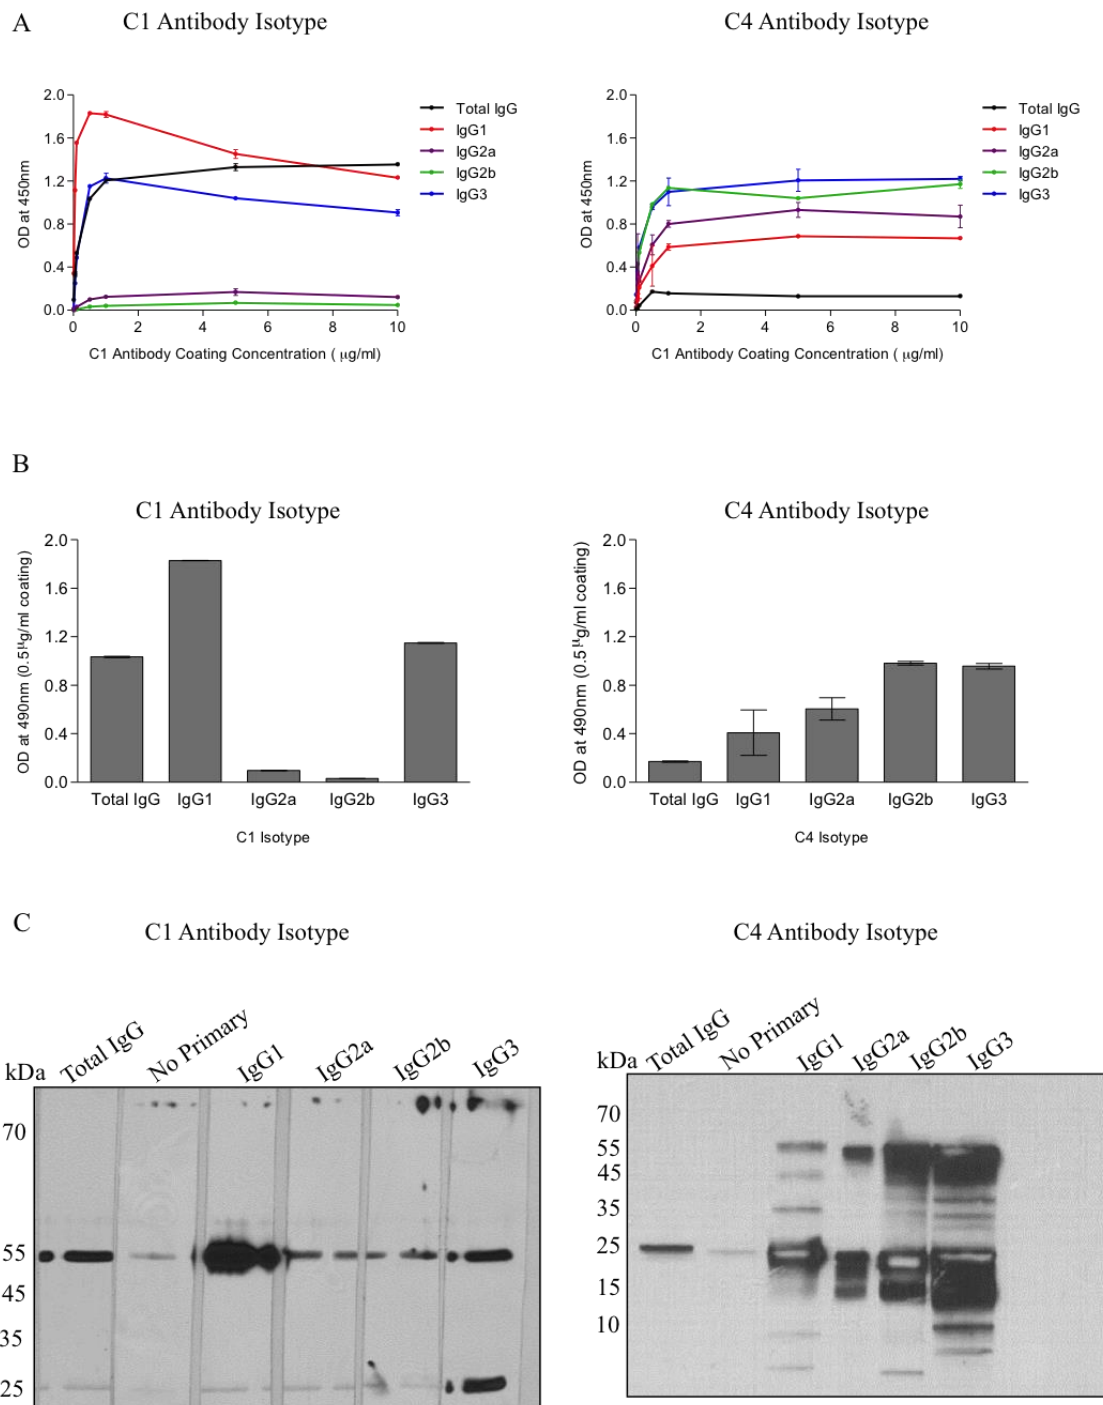 A
C1 Antibody Isotype
C4 Antibody Isotype
OD at 450nm
2.0
1.6
1.2
0.8
0.4
0.0
0 2 4 6 8 10
C1 Antibody Coating Concentration ( μg/ml)
Total IgG
IgG1
IgG2a
IgG2b
IgG3
OD at 450nm
2.0
1.6
1.2
0.8
0.4
0.0
0 2 4 6 8 10
C1 Antibody Coating Concentration ( μg/ml)
Total IgG
IgG1
IgG2a
IgG2b
IgG3
B
C1 Antibody Isotype
C4 Antibody Isotype
OD at 490nm (0.5μg/ml coating)
2.0
1.6
1.2
0.8
0.4
0.0
Total IgG IgG1 IgG2a IgG2b IgG3
C1 Isotype
OD at 490nm (0.5μg/ml coating)
2.0
1.6
1.2
0.8
0.4
0.0
Total IgG IgG1 IgG2a IgG2b IgG3
C4 Isotype
C
C1 Antibody Isotype
C4 Antibody Isotype
kDa Total IgG No Primary IgG1 IgG2a IgG2b IgG3
70
55
45
35
25
kDa Total IgG No Primary IgG1 IgG2a IgG2b IgG3
70
55
45
35
25
15
10